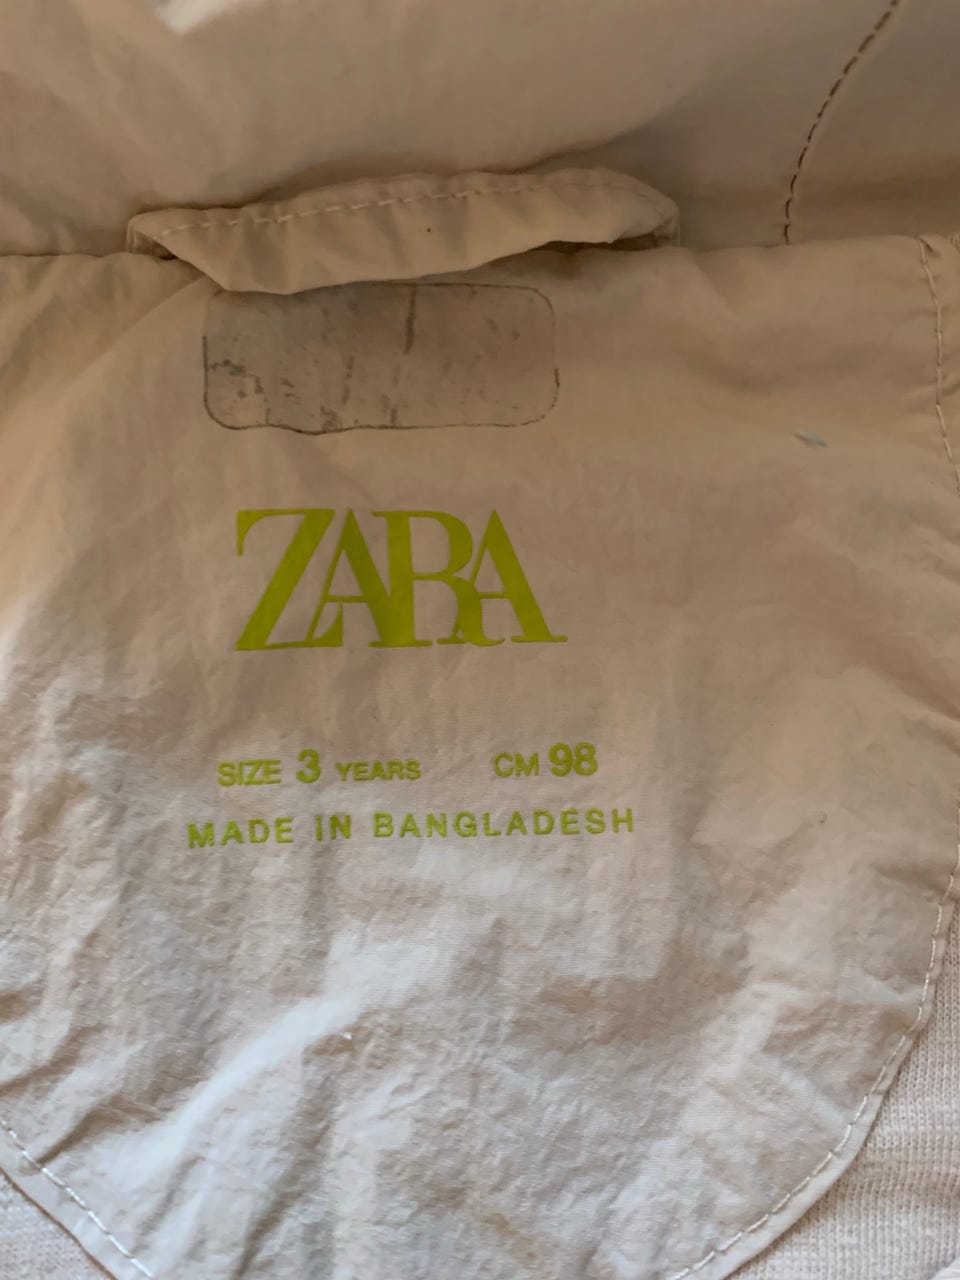 ZARA
SIZE 3 YEARS CM 98
MADE IN BANGLADESH